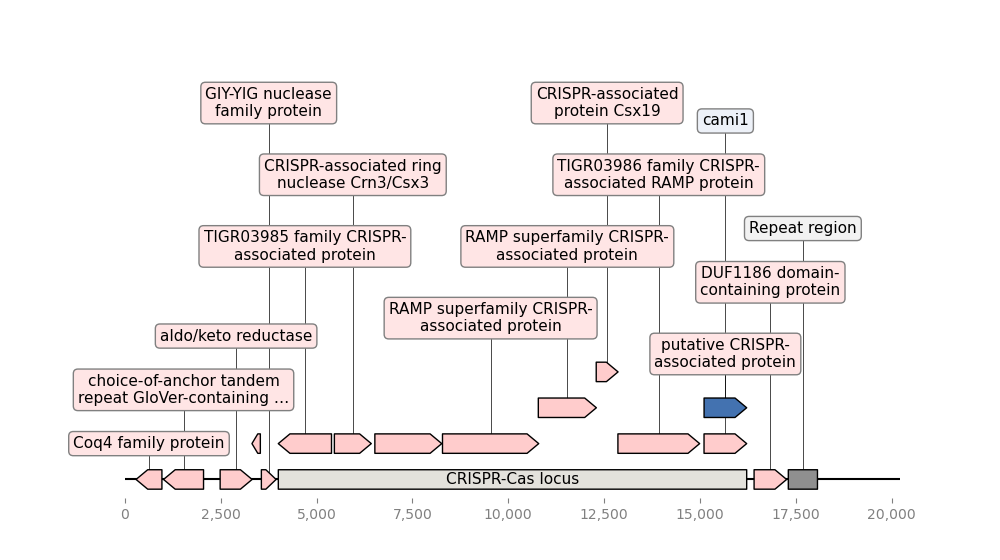 GIY-YIG nuclease
family protein
CRISPR-associated
protein Csx19
cami1
CRISPR-associated ring
nuclease Crn3/Csx3
TIGR03986 family CRISPR-
associated RAMP protein
Repeat region
TIGR03985 family CRISPR-
associated protein
RAMP superfamily CRISPR-
associated protein
DUF1186 domain-
containing protein
RAMP superfamily CRISPR-
associated protein
aldo/keto reductase
putative CRISPR-
associated protein
choice-of-anchor tandem
repeat GloVer-containing ...
Coq4 family protein
CRISPR-Cas locus
0
2,500
5,000
7,500
10,000
12,500
15,000
17,500
20,000